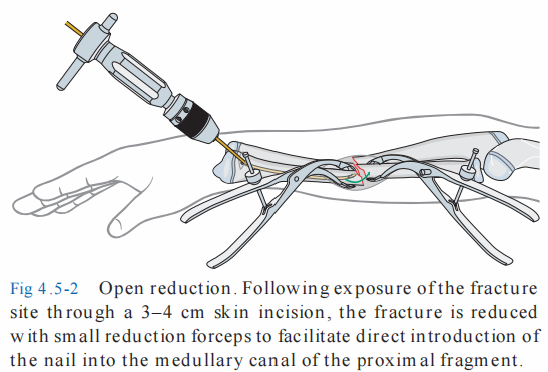 Fig 4.5-2 Open reduction. Following exposure of the fracture
site through a 3–4 cm skin incision, the fracture is reduced
with small reduction forceps to facilitate direct introduction of
the nail into the medullary canal of the proximal fragment.